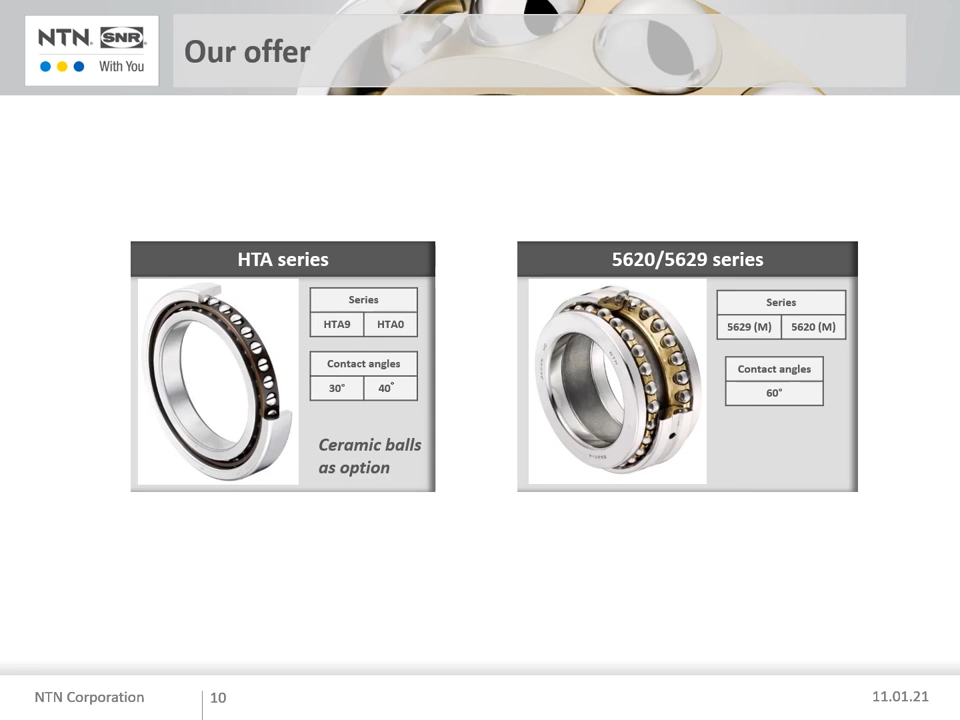 NTN.
SNR
With You
Our offer
HTA series
Series
HTA9 HTA0
Contact angles
30° 40°
Ceramic balls
as option
5620/5629 series
Series
5629 (M) 5620 (M)
Contact angles
60°
NTN Corporation
10
11.01.21